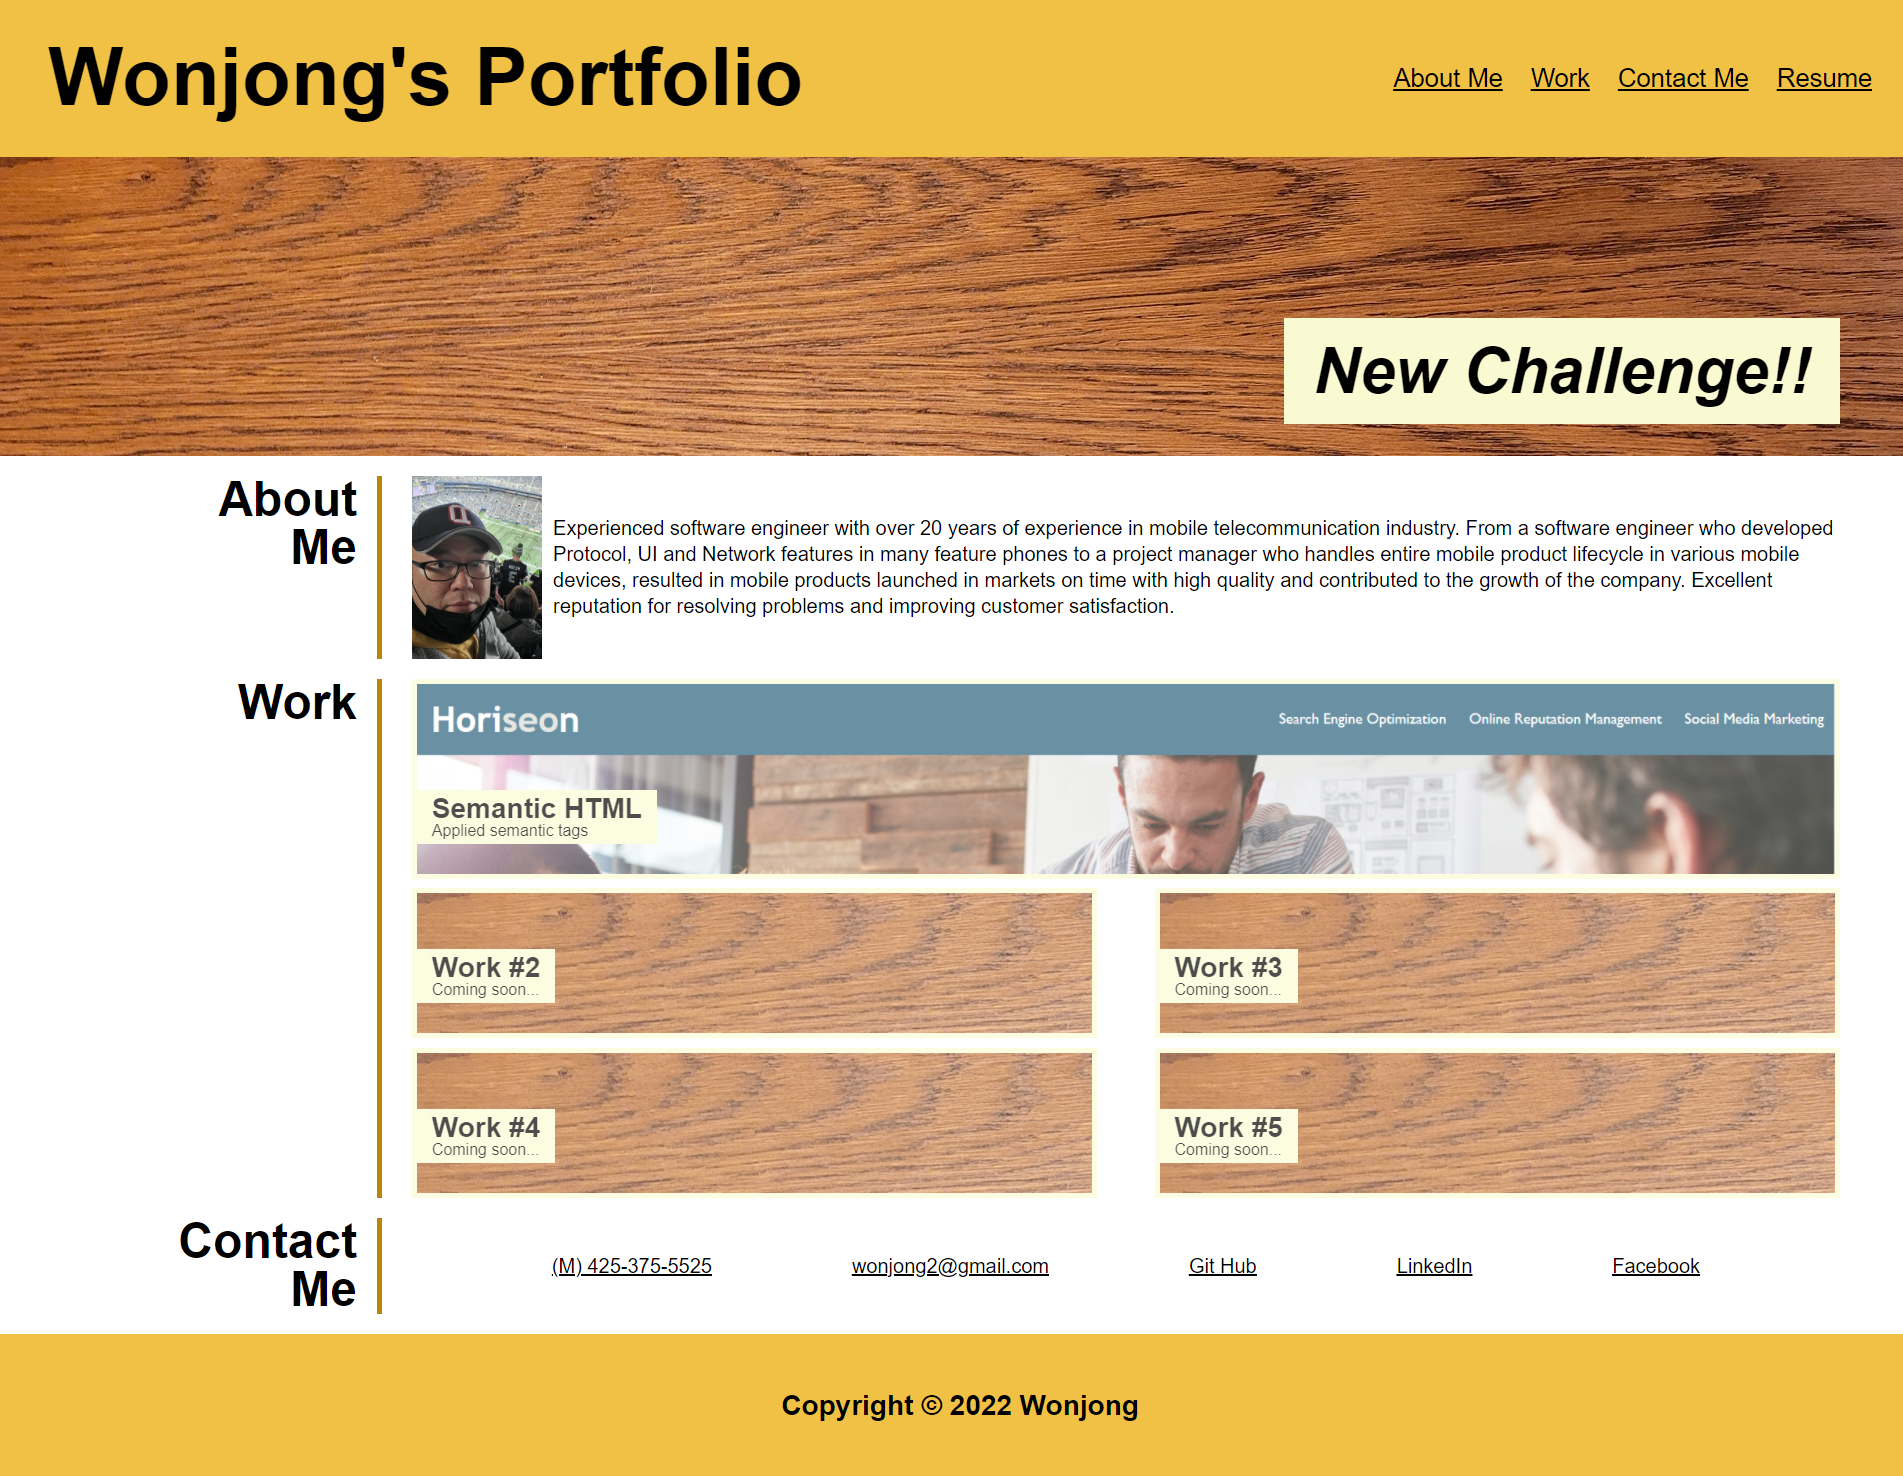 Wonjong's Portfolio
About Me Work Contact Me Resume
New Challenge!!
About
Me
Experienced software engineer with over 20 years of experience in mobile telecommunication industry. From a software engineer who developed
Protocol, UI and Network features in many feature phones to a project manager who handles entire mobile product lifecycle in various mobile
devices, resulted in mobile products launched in markets on time with high quality and contributed to the growth of the company. Excellent
reputation for resolving problems and improving customer satisfaction.
Work
Horiseon
Search Engine Optimization Online Reputation Management Social Media Marketing
Semantic HTML
Applied semantic tags
Work #2
Coming soon...
Work #3
Coming soon...
Work #4
Coming soon...
Work #5
Coming soon...
Contact
Me
(M) 425-375-5525 wonjong2@gmail.com Git Hub LinkedIn Facebook
Copyright © 2022 Wonjong